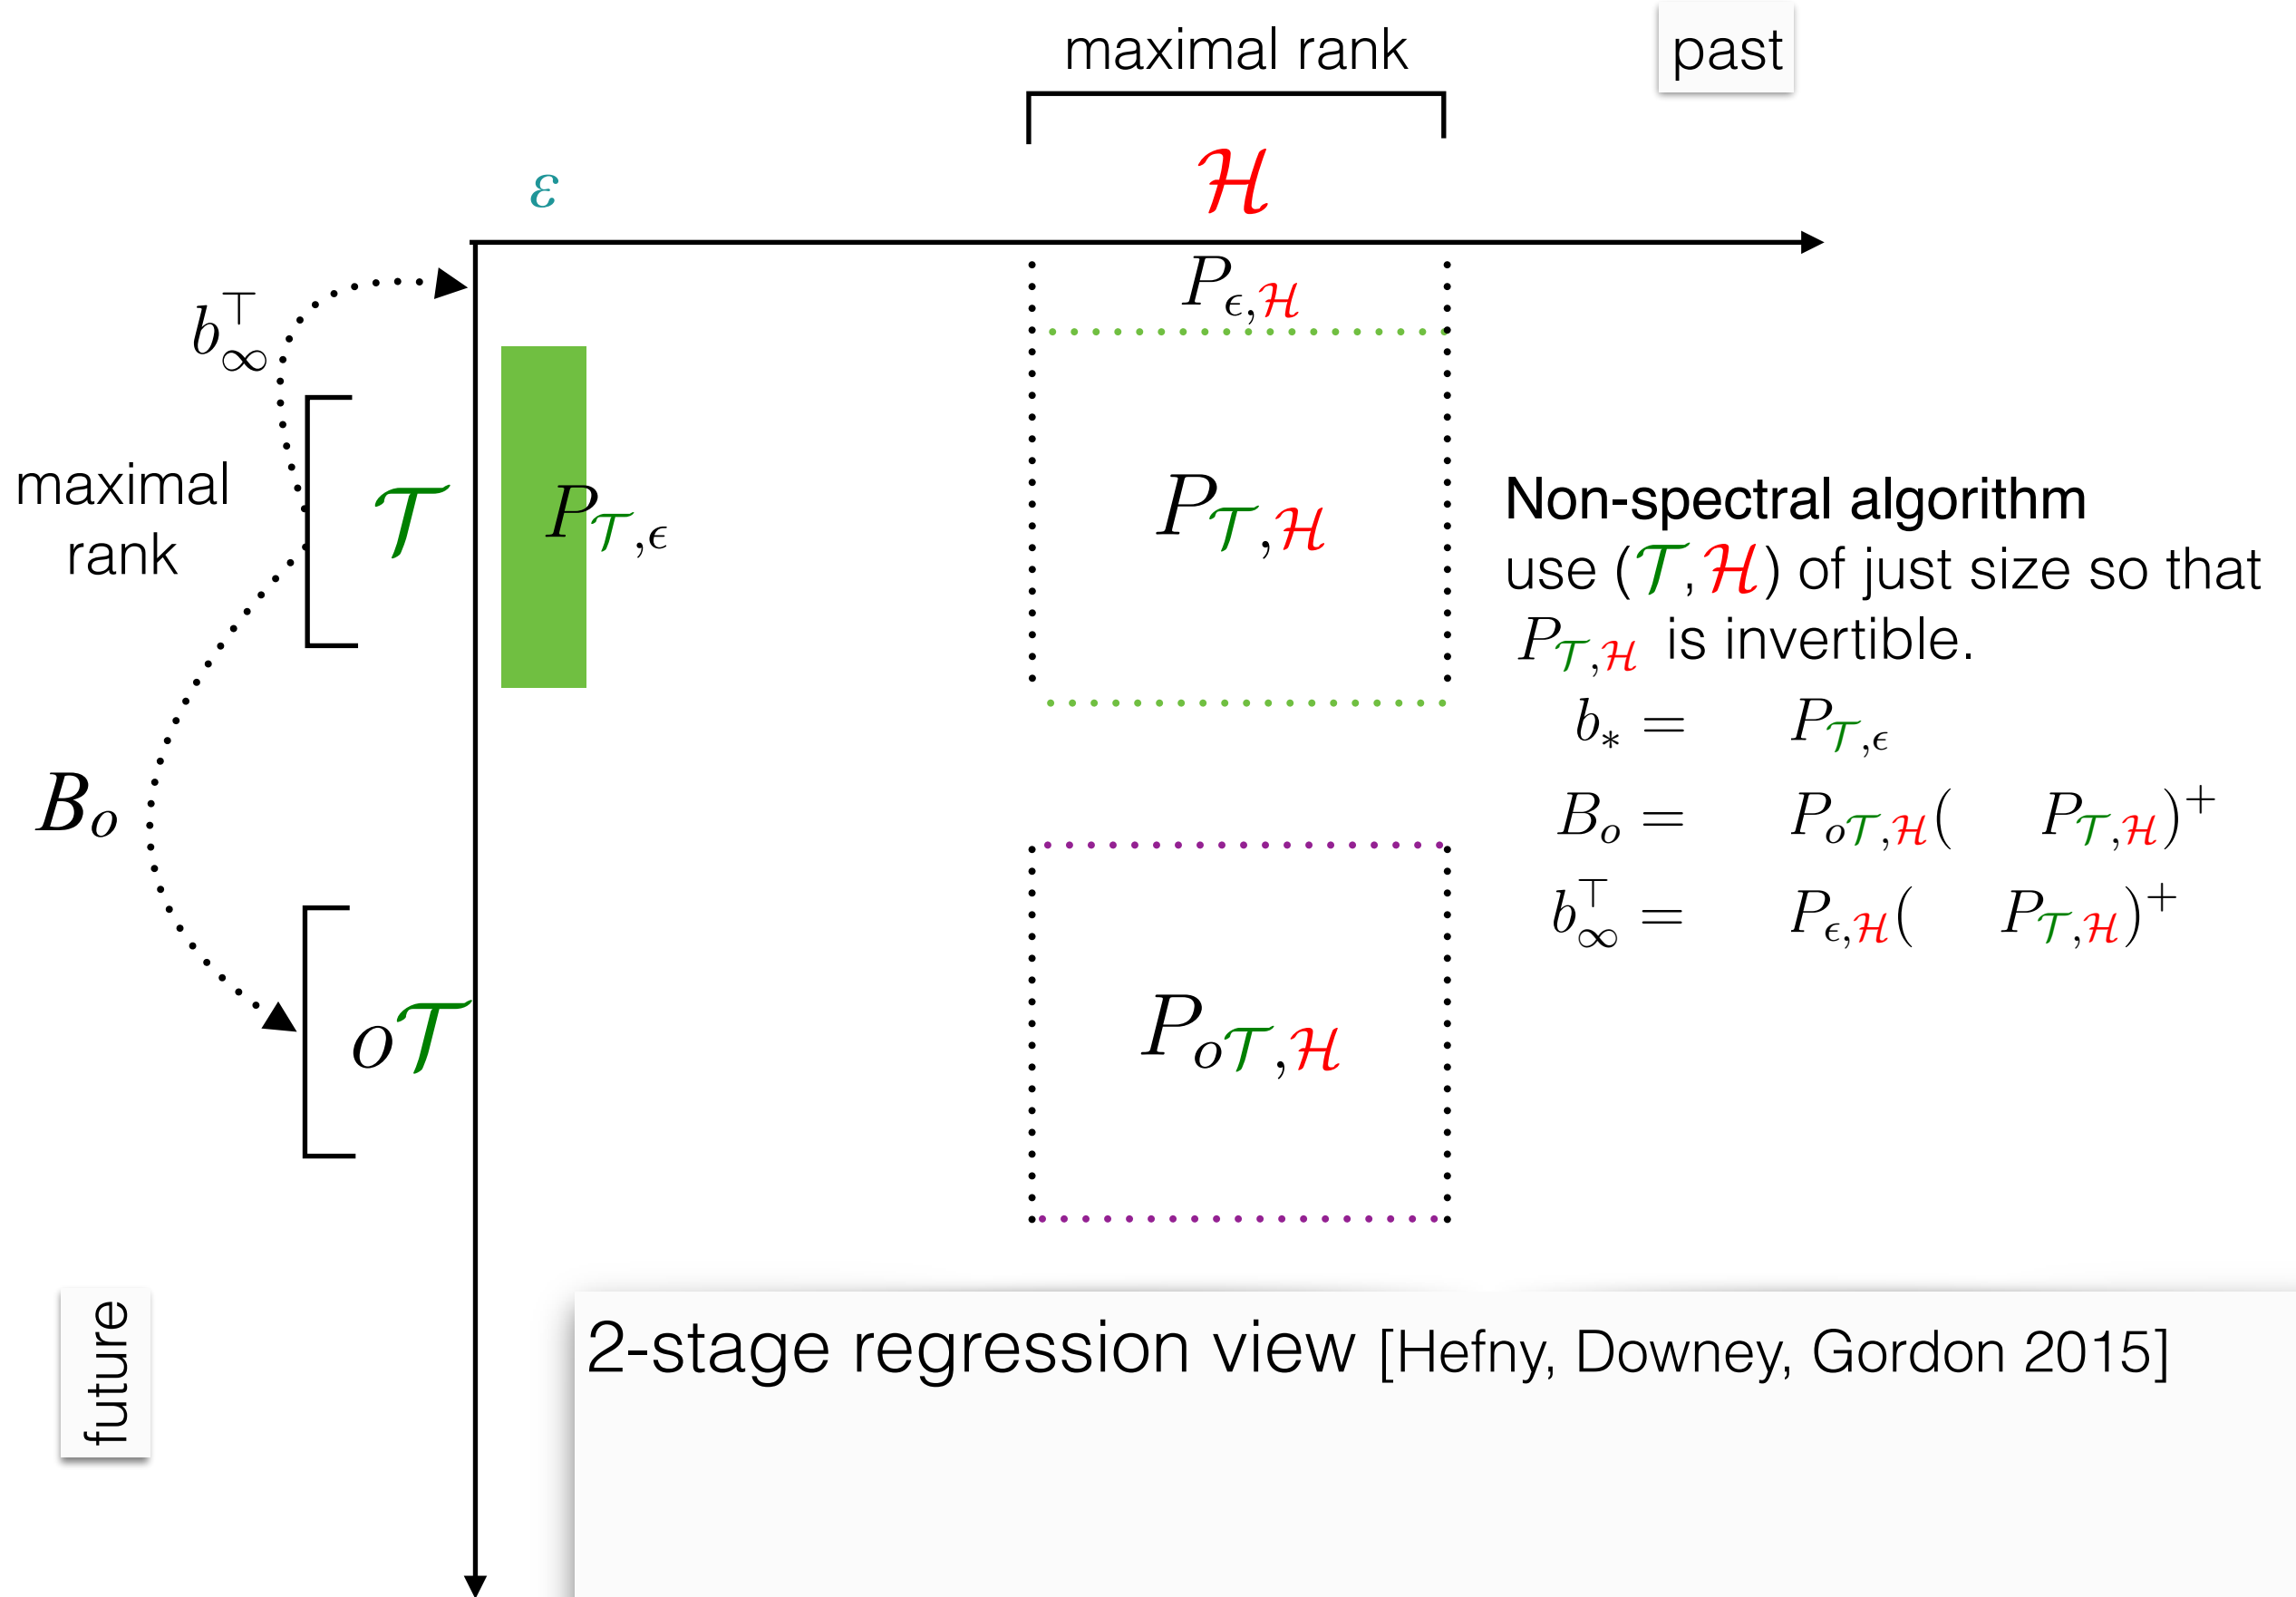 maximal rank
past
ε
ℋ
P_{ϵ,ℋ}
b_∞^⊤
maximal
rank
𝒯
P_{𝒯,ϵ}
P_{𝒯,ℋ}
Non-spectral algorithm
use (𝒯, ℋ) of just size so that
P_{𝒯,ℋ} is invertible.
b_* = P_{𝒯,ϵ}
B_o = P_{o𝒯,ℋ}( P_{𝒯,ℋ})^+
b_∞^⊤ = P_{ϵ,ℋ}( P_{𝒯,ℋ})^+
B_o
o𝒯
P_{o𝒯,ℋ}
future
2-stage regression view [Hefny, Downey, Gordon 2015]